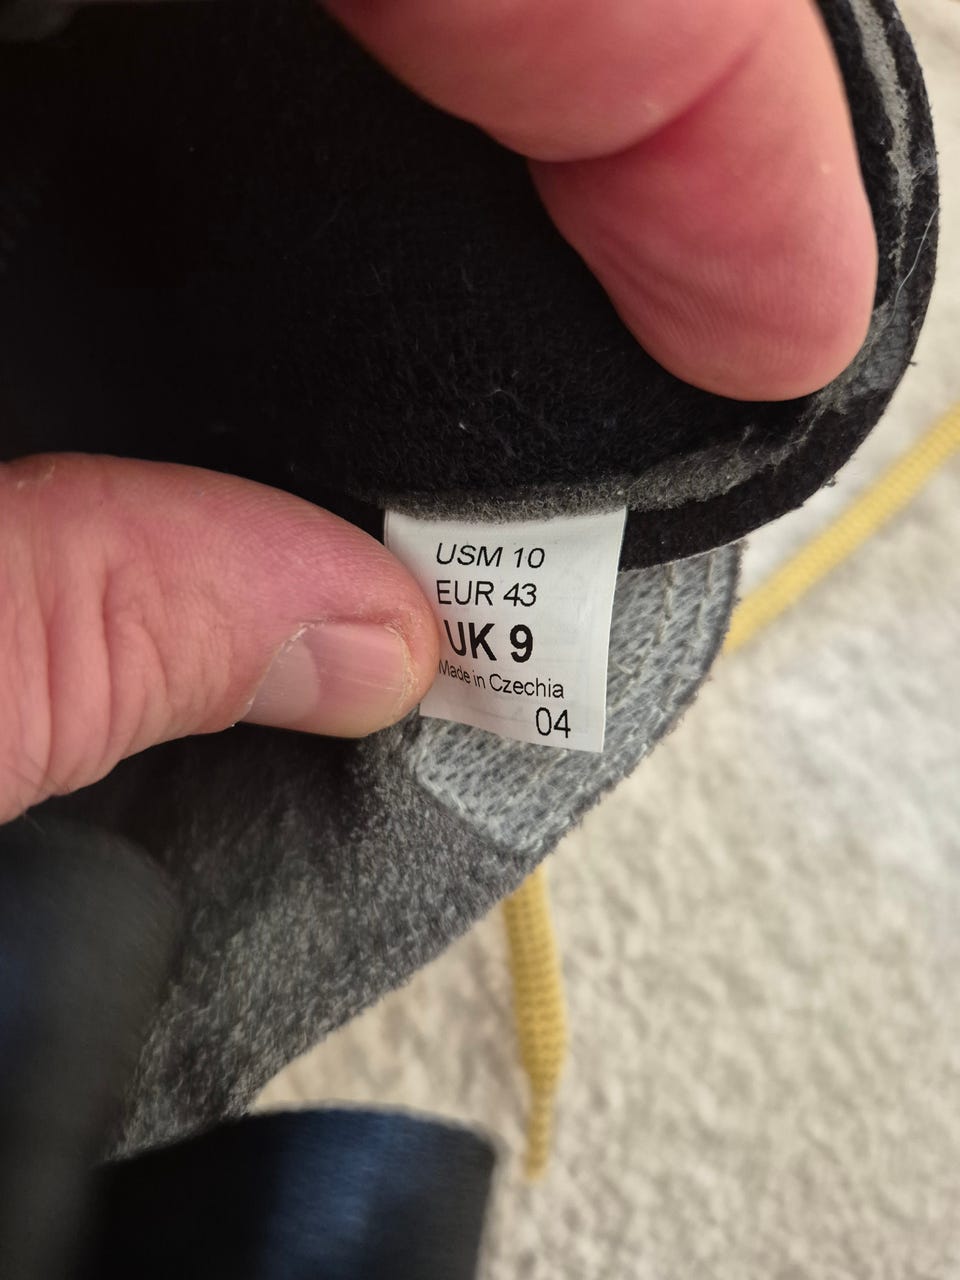 USM 10
EUR 43
UK 9
Made in Czechia
04